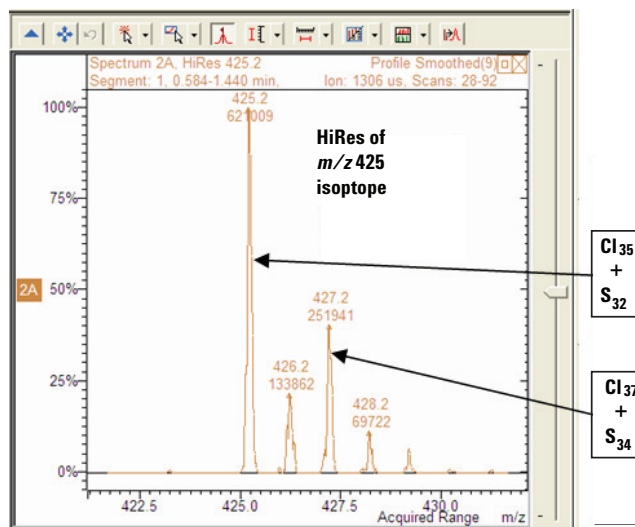 Spectrum 2A, HiRes 425.2 Profile Smoothed(9)
Segment: 1, 0.584-1.440 min. Ion: 1306 us, Scans: 28-92
425.2
621009
100%
HiRes of
m/z 425
isoptope
75%
Cl35
+
S32
2A
50%
427.2
251941
426.2
133862
25%
428.2
69722
Cl37
+
S34
0%
422.5 425.0 427.5 430.0
Acquired Range m/z